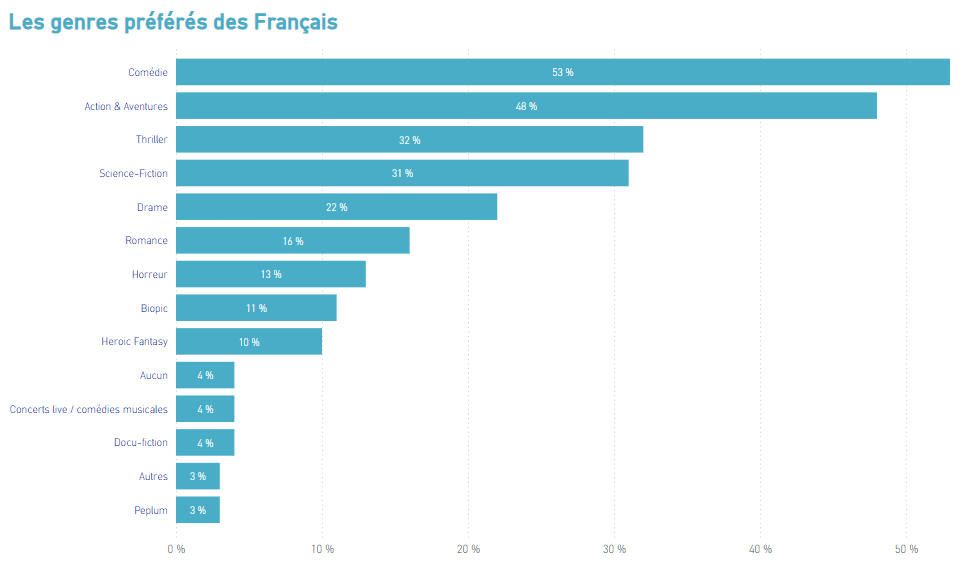 Les genres préférés des Français
Comédie 53 %
Action & Aventures 48 %
Thriller 32 %
Science-Fiction 31 %
Drame 22 %
Romance 16 %
Horreur 13 %
Biopic 11 %
Heroic Fantasy 10 %
Aucun 4 %
Concerts live / comédies musicales 4 %
Docu-fiction 4 %
Autres 3 %
Peplum 3 %
0 % 10 % 20 % 30 % 40 % 50 %